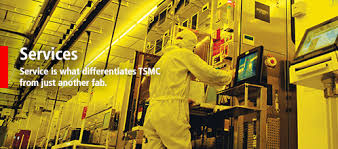 Services
Service is what differentiates TSMC
from just another fab.